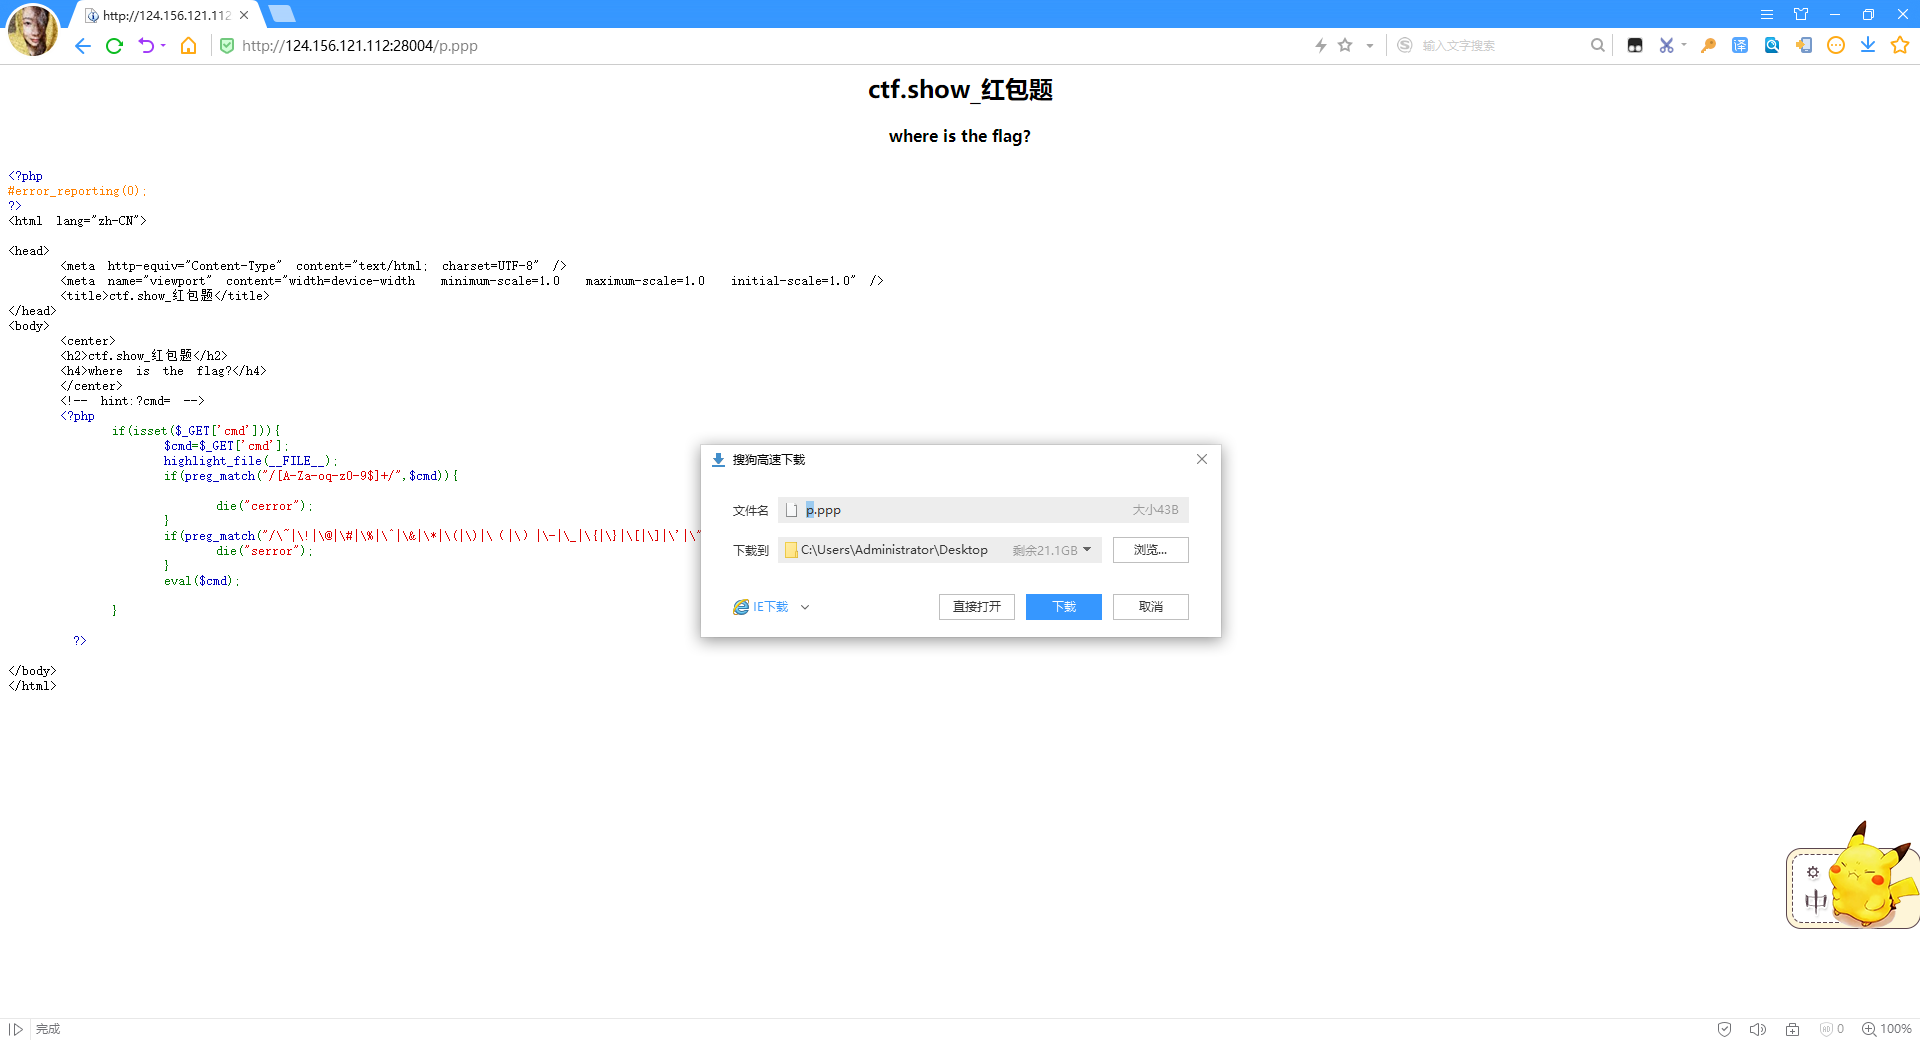 http://124.156.121.112
http://124.156.121.112:28004/p.ppp
输入文字搜索
译
ctf.show_红包题
where is the flag?
<?php
#error_reporting(0);
?>
<html lang="zh-CN">
<head>
<meta http-equiv="Content-Type" content="text/html; charset=UTF-8" />
<meta name="viewport" content="width=device-width minimum-scale=1.0 maximum-scale=1.0 initial-scale=1.0" />
<title>ctf.show_红包题</title>
</head>
<body>
<center>
<h2>ctf.show_红包题</h2>
<h4>where is the flag?</h4>
</center>
<!-- hint:?cmd= -->
<?php
if(isset($_GET['cmd'])){
$cmd=$_GET['cmd'];
highlight_file(__FILE__);
if(preg_match("/[A-Za-oq-z0-9$]+/",$cmd)){
die("cerror");
}
if(preg_match("/\~|\!|\@|\#|\%|\^|\&|\*|\(|\)|\（|\）|\-|\_|\{|\}|\[|\]|\'|\"
die("serror");
}
eval($cmd);
}
?>
</body>
</html>
搜狗高速下载
文件名 p.ppp 大小43B
下载到 C:\Users\Administrator\Desktop 剩余21.1GB 浏览...
IE下载 直接打开 下载 取消
中
完成
0 100%